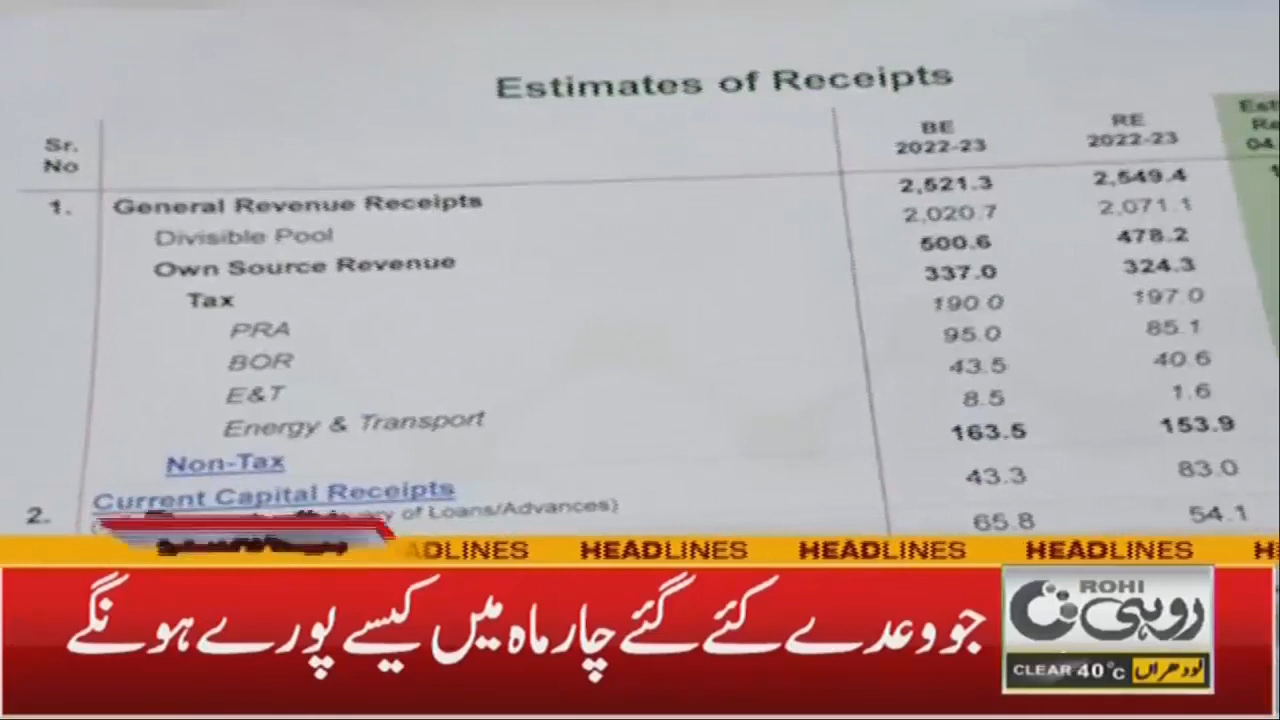 Estimates of Receipts
Sr. No
BE 2022-23
RE 2022-23
1. General Revenue Receipts 2,521.3 2,549.4
Divisible Pool 2,020.7 2,071.1
Own Source Revenue 500.6 478.2
Tax 337.0 324.3
PRA 190.0 197.0
BOR 95.0 85.1
E&T 43.5 40.6
Energy & Transport 8.5 1.6
Non-Tax 163.5 153.9
2. Current Capital Receipts 43.3 83.0
of Loans/Advances) 65.8 54.1
HEADLINES HEADLINES HEADLINES
جو وعدے کئے گئے چار ماہ میں کیسے پورے ہونگے
ROHI
روہی
CLEAR 40°C لودھراں